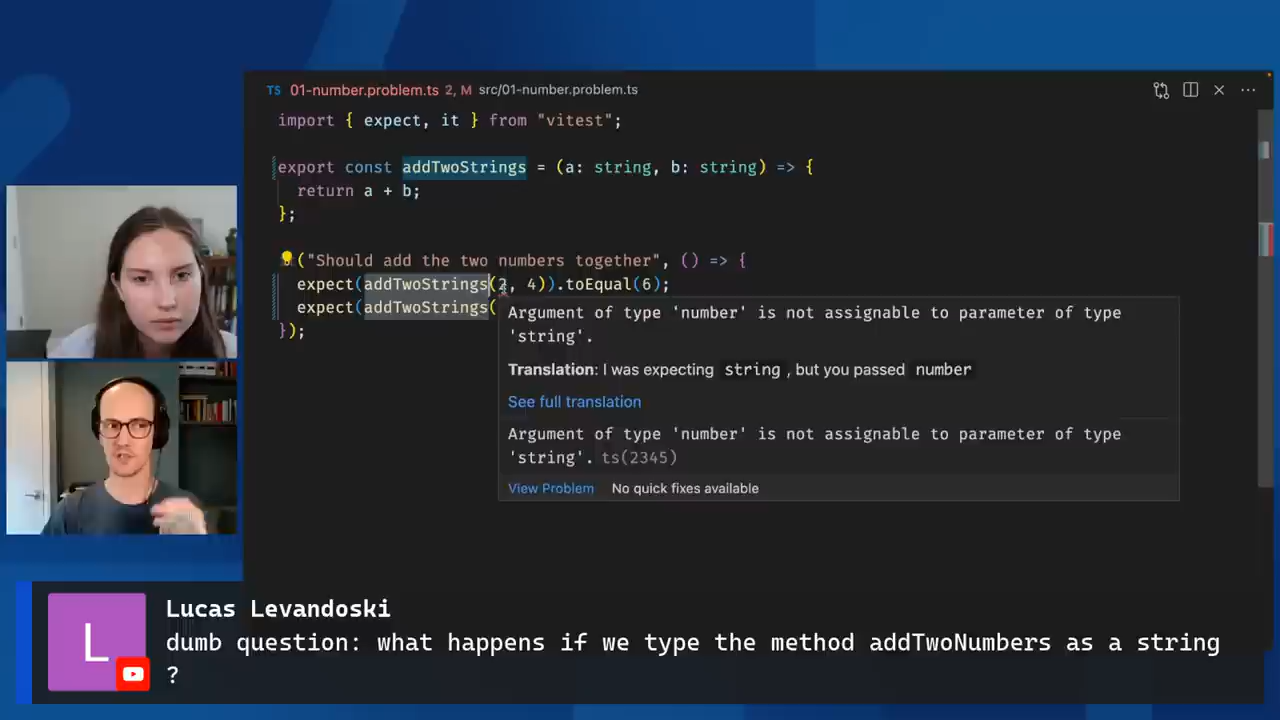 TS 01-number.problem.ts 2, M src/01-number.problem.ts
import { expect, it } from "vitest";
export const addTwoStrings = (a: string, b: string) => {
return a + b;
};
("Should add the two numbers together", () => {
expect(addTwoStrings(2, 4)).toEqual(6);
expect(addTwoStrings(
});
Argument of type 'number' is not assignable to parameter of type
'string'.
Translation: I was expecting string, but you passed number
See full translation
Argument of type 'number' is not assignable to parameter of type
'string'. ts(2345)
View Problem No quick fixes available
L
Lucas Levandoski
dumb question: what happens if we type the method addTwoNumbers as a string
?